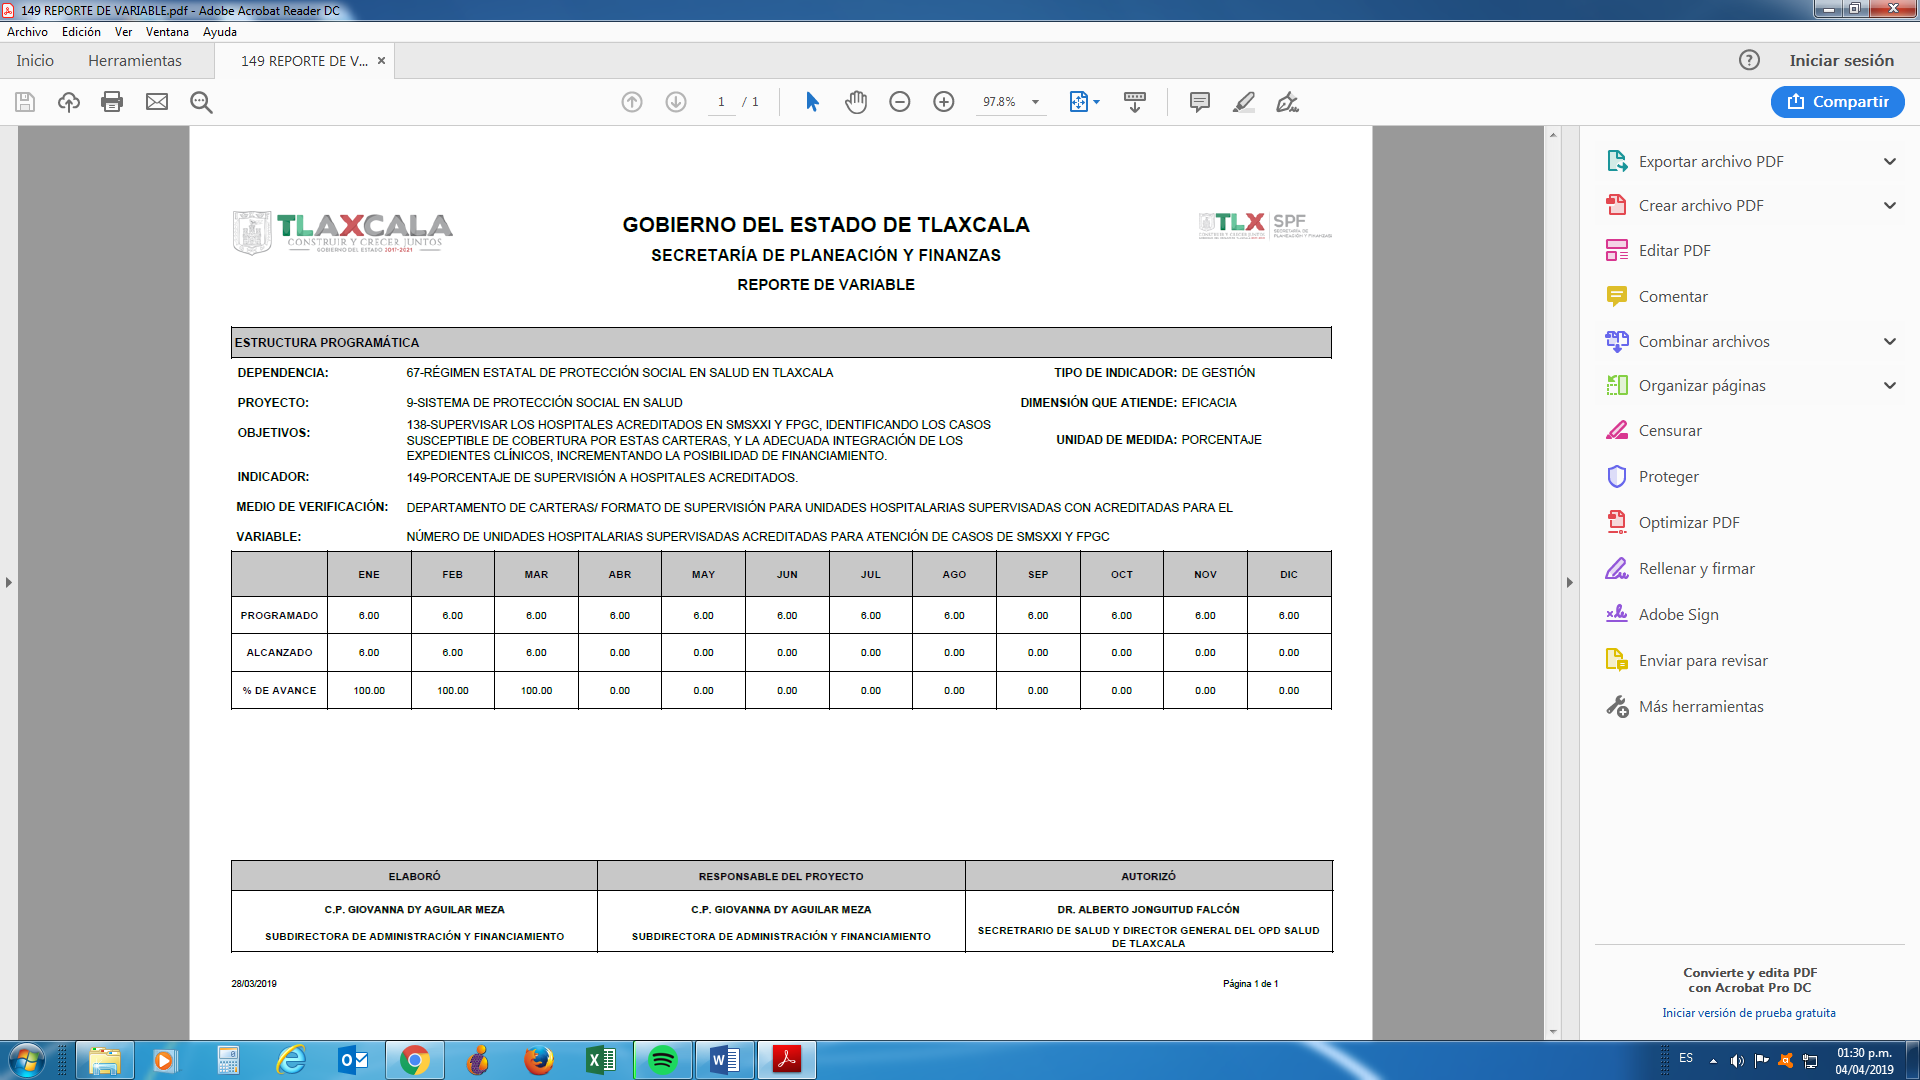 149 REPORTE DE VARIABLE.pdf - Adobe Acrobat Reader DC
Archivo Edición Ver Ventana Ayuda
Inicio Herramientas 149 REPORTE DE V... × ? Iniciar sesión
1 / 1 97.8% Compartir
TLAXCALA
CONSTRUIR Y CRECER JUNTOS
GOBIERNO DEL ESTADO 2017-2021
GOBIERNO DEL ESTADO DE TLAXCALA
SECRETARÍA DE PLANEACIÓN Y FINANZAS
REPORTE DE VARIABLE
TLX SPF
ESTRUCTURA PROGRAMÁTICA
DEPENDENCIA: 67-RÉGIMEN ESTATAL DE PROTECCIÓN SOCIAL EN SALUD EN TLAXCALA TIPO DE INDICADOR: DE GESTIÓN
PROYECTO: 9-SISTEMA DE PROTECCIÓN SOCIAL EN SALUD DIMENSIÓN QUE ATIENDE: EFICACIA
OBJETIVOS: 138-SUPERVISAR LOS HOSPITALES ACREDITADOS EN SMSXXI Y FPGC, IDENTIFICANDO LOS CASOS
SUSCEPTIBLE DE COBERTURA POR ESTAS CARTERAS, Y LA ADECUADA INTEGRACIÓN DE LOS UNIDAD DE MEDIDA: PORCENTAJE
EXPEDIENTES CLÍNICOS, INCREMENTANDO LA POSIBILIDAD DE FINANCIAMIENTO.
INDICADOR: 149-PORCENTAJE DE SUPERVISIÓN A HOSPITALES ACREDITADOS.
MEDIO DE VERIFICACIÓN: DEPARTAMENTO DE CARTERAS/ FORMATO DE SUPERVISIÓN PARA UNIDADES HOSPITALARIAS SUPERVISADAS CON ACREDITADAS PARA EL
VARIABLE: NÚMERO DE UNIDADES HOSPITALARIAS SUPERVISADAS ACREDITADAS PARA ATENCIÓN DE CASOS DE SMSXXI Y FPGC
ENE FEB MAR ABR MAY JUN JUL AGO SEP OCT NOV DIC
PROGRAMADO 6.00 6.00 6.00 6.00 6.00 6.00 6.00 6.00 6.00 6.00 6.00 6.00
ALCANZADO 6.00 6.00 6.00 0.00 0.00 0.00 0.00 0.00 0.00 0.00 0.00 0.00
% DE AVANCE 100.00 100.00 100.00 0.00 0.00 0.00 0.00 0.00 0.00 0.00 0.00 0.00
ELABORÓ RESPONSABLE DEL PROYECTO AUTORIZÓ
C.P. GIOVANNA DY AGUILAR MEZA C.P. GIOVANNA DY AGUILAR MEZA DR. ALBERTO JONGUITUD FALCÓN
SUBDIRECTORA DE ADMINISTRACIÓN Y FINANCIAMIENTO SUBDIRECTORA DE ADMINISTRACIÓN Y FINANCIAMIENTO SECRETRARIO DE SALUD Y DIRECTOR GENERAL DEL OPD SALUD
DE TLAXCALA
28/03/2019 Página 1 de 1
Exportar archivo PDF
Crear archivo PDF
Editar PDF
Comentar
Combinar archivos
Organizar páginas
Censurar
Proteger
Optimizar PDF
Rellenar y firmar
Adobe Sign
Enviar para revisar
Más herramientas
Convierte y edita PDF
con Acrobat Pro DC
Iniciar versión de prueba gratuita
ES 01:30 p.m.
04/04/2019